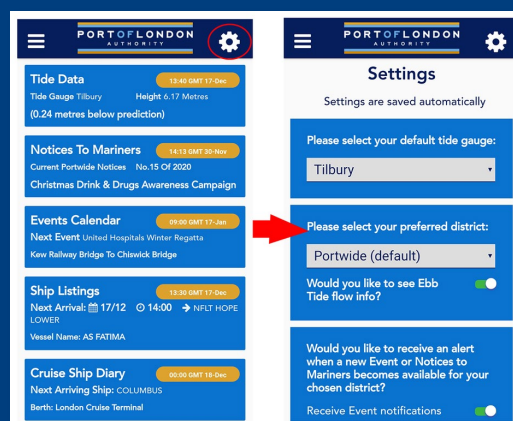 PORTOFLONDON
AUTHORITY
Tide Data
13:40 GMT 17-Dec
Tide Gauge Tilbury Height 6.17 Metres
(0.24 metres below prediction)
Notices To Mariners
14:13 GMT 30-Nov
Current Portwide Notices No.15 Of 2020
Christmas Drink & Drugs Awareness Campaign
Events Calendar
09:00 GMT 17-Jan
Next Event United Hospitals Winter Regatta
Kew Railway Bridge To Chiswick Bridge
Ship Listings
13:30 GMT 17-Dec
Next Arrival: 17/12 14:00 NFLT HOPE
LOWER
Vessel Name: AS FATIMA
Cruise Ship Diary
00:00 GMT 18-Dec
Next Arriving Ship: COLUMBUS
Berth: London Cruise Terminal
PORTOFLONDON
AUTHORITY
Settings
Settings are saved automatically
Please select your default tide gauge:
Tilbury
Please select your preferred district:
Portwide (default)
Would you like to see Ebb
Tide flow info?
Would you like to receive an alert
when a new Event or Notices to
Mariners becomes available for your
chosen district?
Receive Event notifications